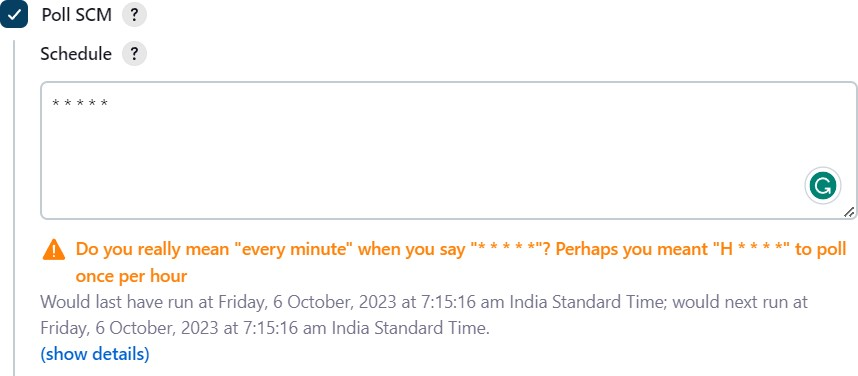 Poll SCM ?
Schedule ?
* * * * *
Do you really mean "every minute" when you say "* * * * *"? Perhaps you meant "H * * * *" to poll
once per hour
Would last have run at Friday, 6 October, 2023 at 7:15:16 am India Standard Time; would next run at
Friday, 6 October, 2023 at 7:15:16 am India Standard Time.
(show details)